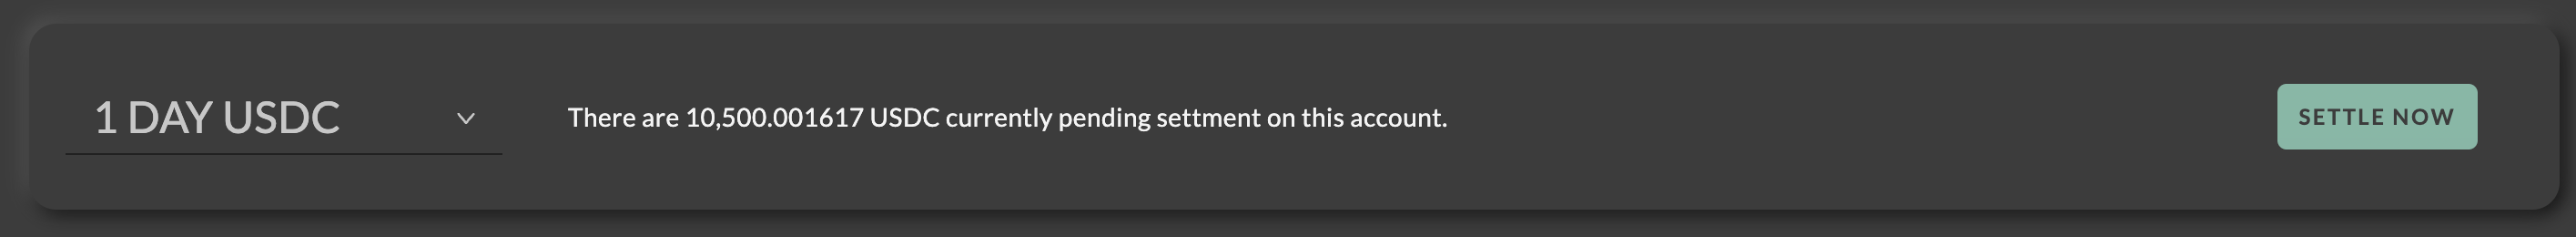 1 DAY USDC
There are 10,500.001617 USDC currently pending settment on this account.
SETTLE NOW